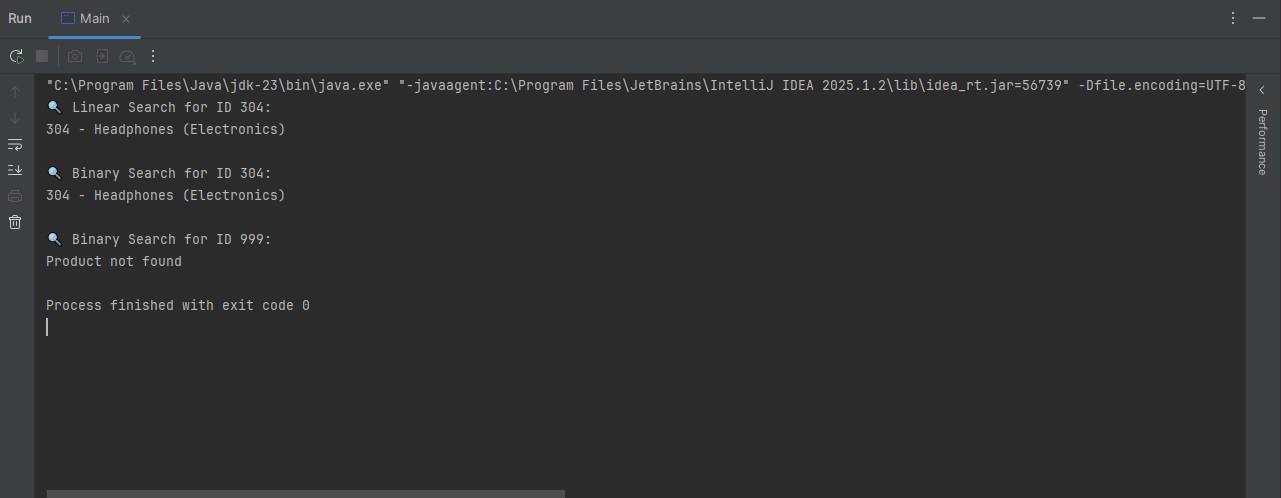 Run Main
"C:\Program Files\Java\jdk-23\bin\java.exe" "-javaagent:C:\Program Files\JetBrains\IntelliJ IDEA 2025.1.2\lib\idea_rt.jar=56739" -Dfile.encoding=UTF-8
🔍 Linear Search for ID 304:
304 - Headphones (Electronics)
🔍 Binary Search for ID 304:
304 - Headphones (Electronics)
🔍 Binary Search for ID 999:
Product not found
Process finished with exit code 0
Performance